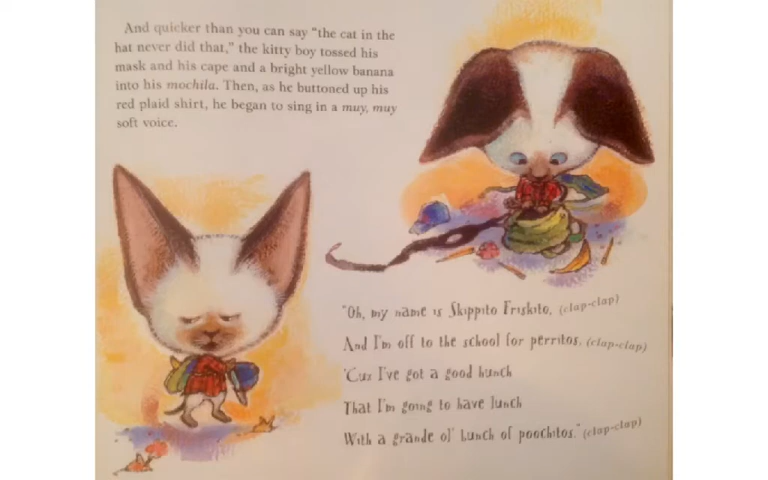 And quicker than you can say "the cat in the
hat never did that," the kitty boy tossed his
mask and his cape and a bright yellow banana
into his mochila. Then, as he buttoned up his
red plaid shirt, he began to sing in a muy, muy
soft voice.
"Oh, my name is Skippito Friskito, (clap-clap)
And I'm off to the school for perritos, (clap-clap)
'Cuz I've got a good hunch
That I'm going to have lunch
With a grande ol' bunch of poochitos." (clap-clap)